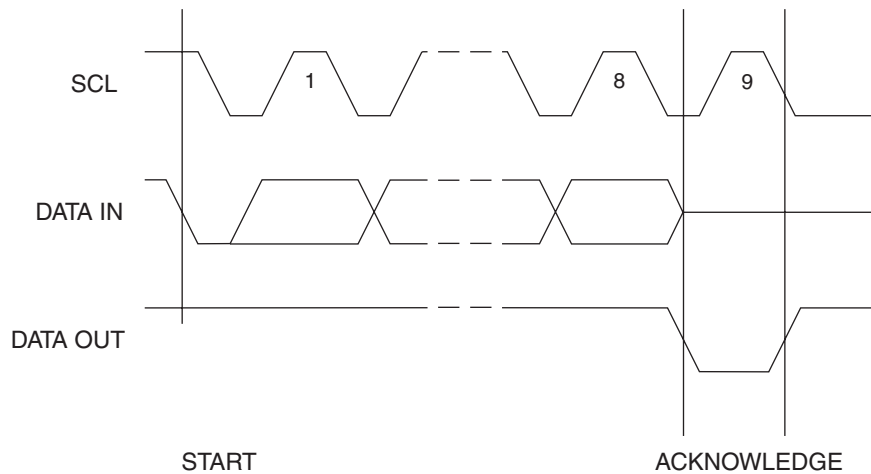 SCL
1
8
9
DATA IN
DATA OUT
START
ACKNOWLEDGE